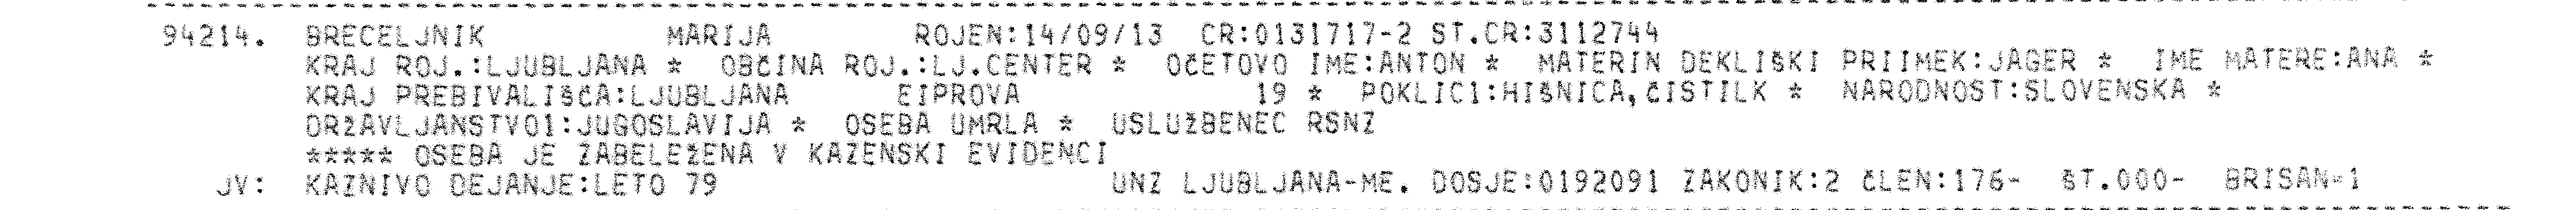 94214. BRECELJNIK MARIJA ROJEN:14/09/13 CR:0131717-2 ST.CR:3112744
KRAJ ROJ.:LJUBLJANA * OBČINA ROJ.:LJ.CENTER * OČETOVO IME:ANTON * MATERIN DEKLIŠKI PRIIMEK:JAGER * IME MATERE:ANA *
KRAJ PREBIVALIŠČA:LJUBLJANA EIPROVA 19 * POKLIC1:HIŠNICA,ČISTILK * NARODNOST:SLOVENSKA *
DRŽAVLJANSTVO1:JUGOSLAVIJA * OSEBA UMRLA * USLUŽBENEC RSNZ
***** OSEBA JE ZABELEŽENA V KAZENSKI EVIDENCI
JV: KAZNIVO DEJANJE:LETO 79 UNZ LJUBLJANA-ME. DOSJE:0192091 ZAKONIK:2 ČLEN:176- ŠT.000- BRISAN=1